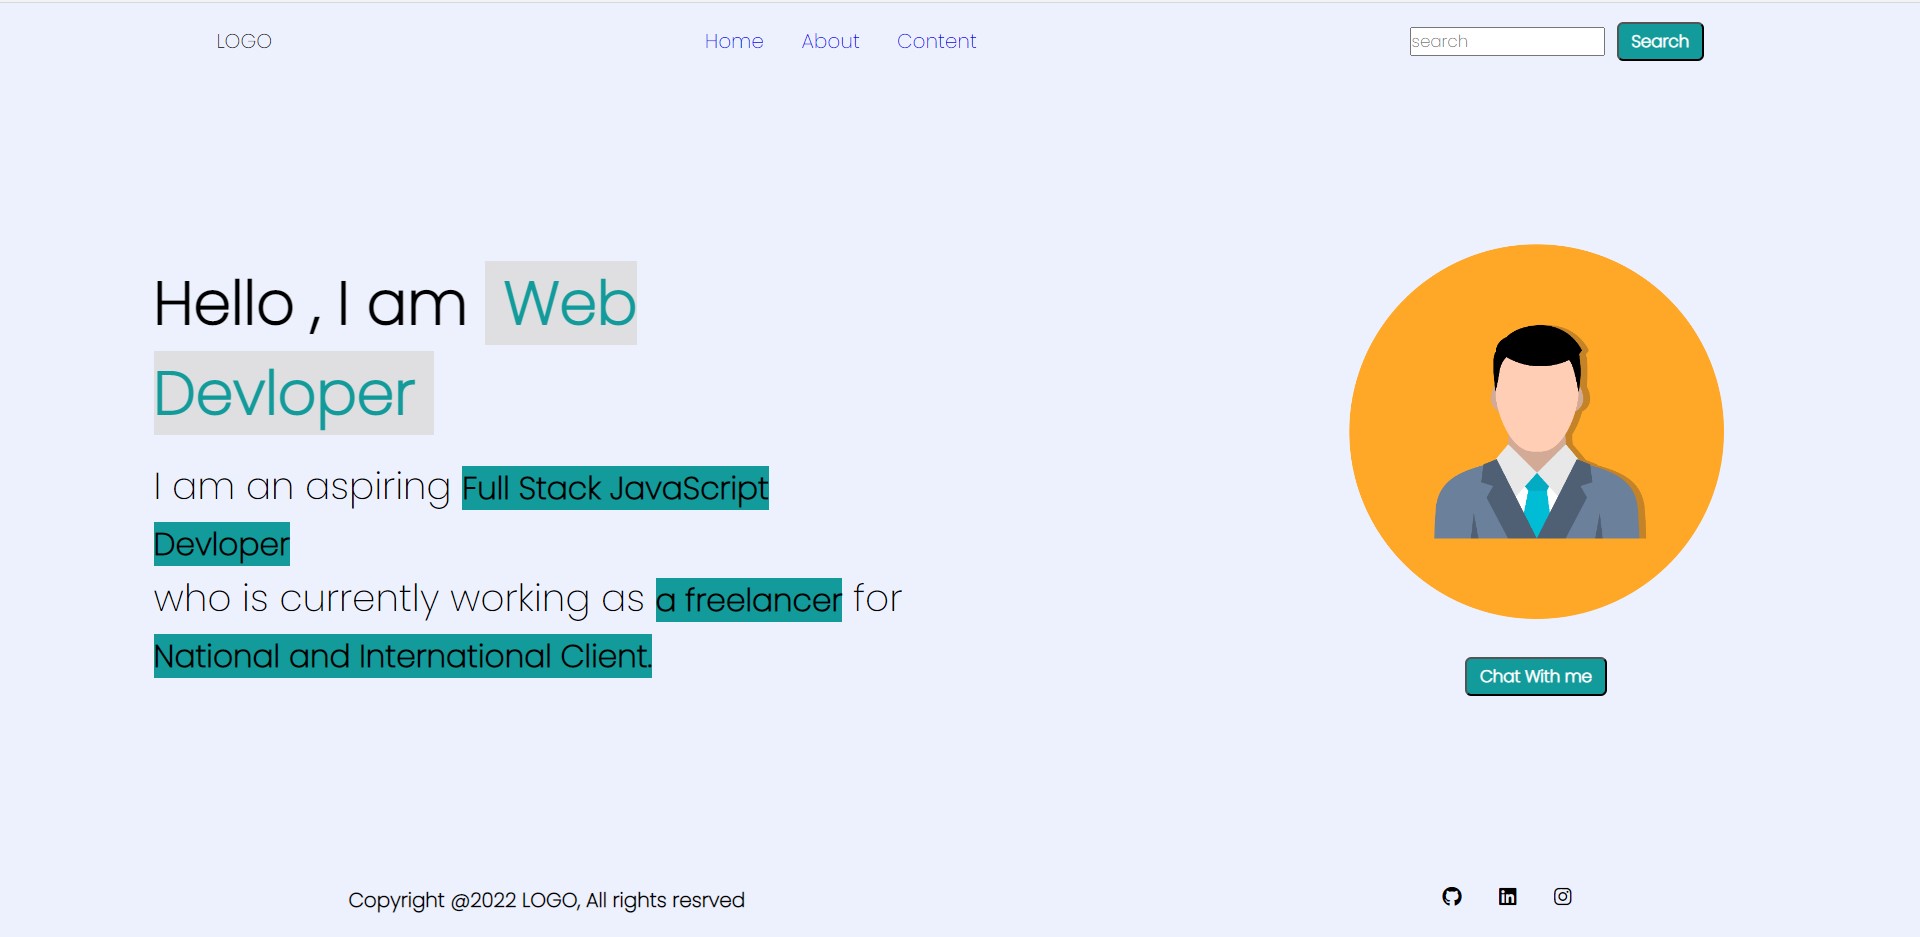 LOGO
Home About Content
search Search
Hello , I am Web
Devloper
I am an aspiring Full Stack JavaScript
Devloper
who is currently working as a freelancer for
National and International Client.
Chat With me
Copyright @2022 LOGO, All rights resrved
in